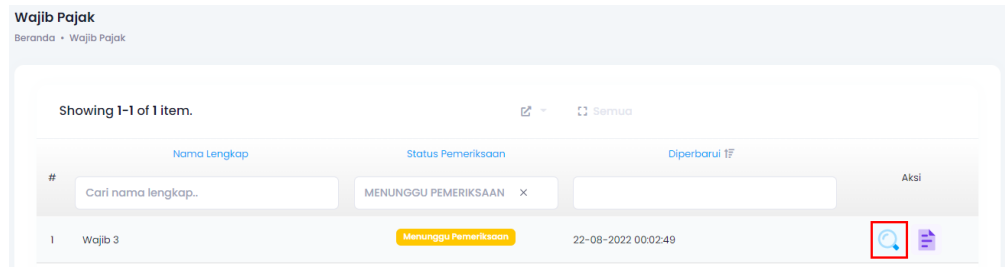 Wajib Pajak
Beranda • Wajib Pajak
Showing 1-1 of 1 item.
Semua
Nama Lengkap Status Pemeriksaan Diperbarui
# Aksi
Cari nama lengkap.. MENUNGGU PEMERIKSAAN ×
1 Wajib 3 Menunggu Pemeriksaan 22-08-2022 00:02:49